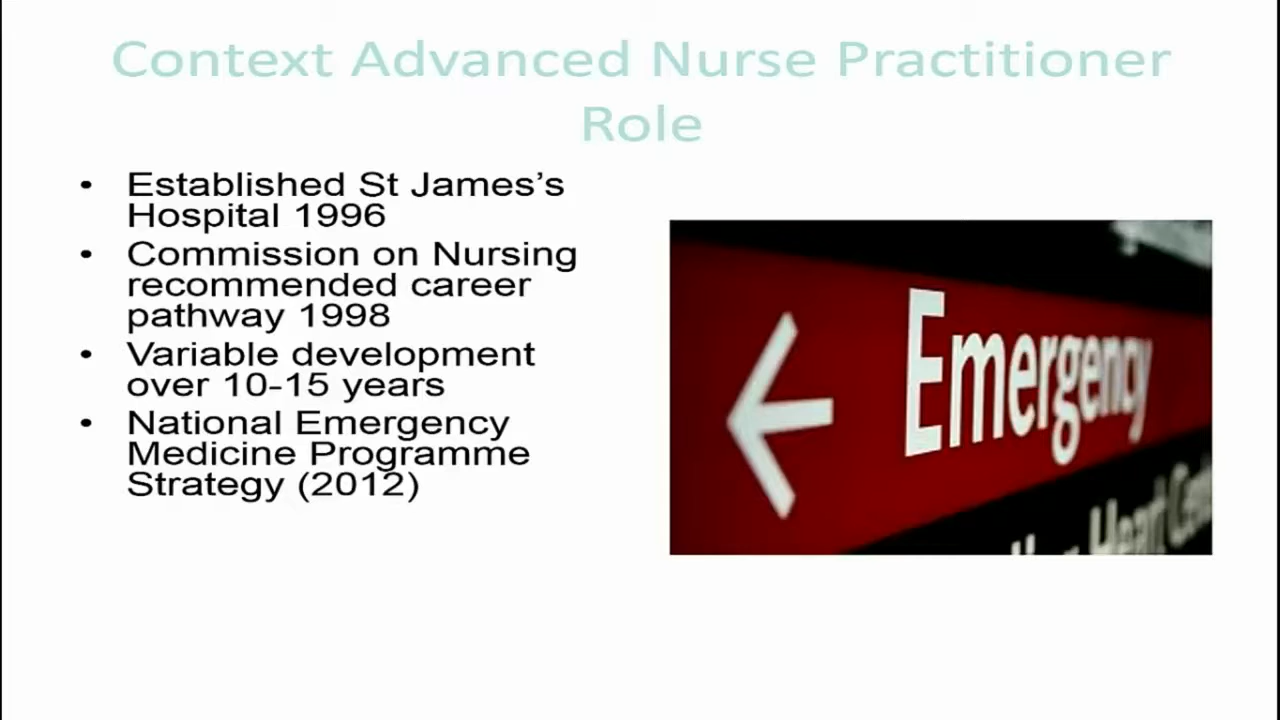 Context Advanced Nurse Practitioner
Role
• Established St James’s
Hospital 1996
• Commission on Nursing
recommended career
pathway 1998
• Variable development
over 10-15 years
• National Emergency
Medicine Programme
Strategy (2012)
Emergency
Heart